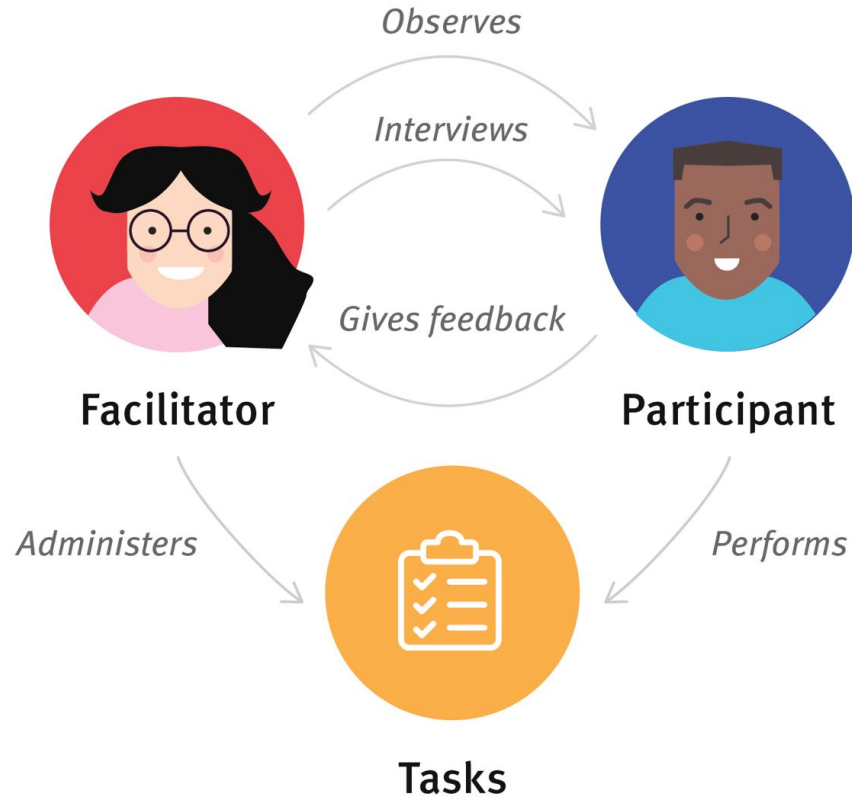 Observes
Interviews
Gives feedback
Facilitator
Participant
Administers
Performs
Tasks